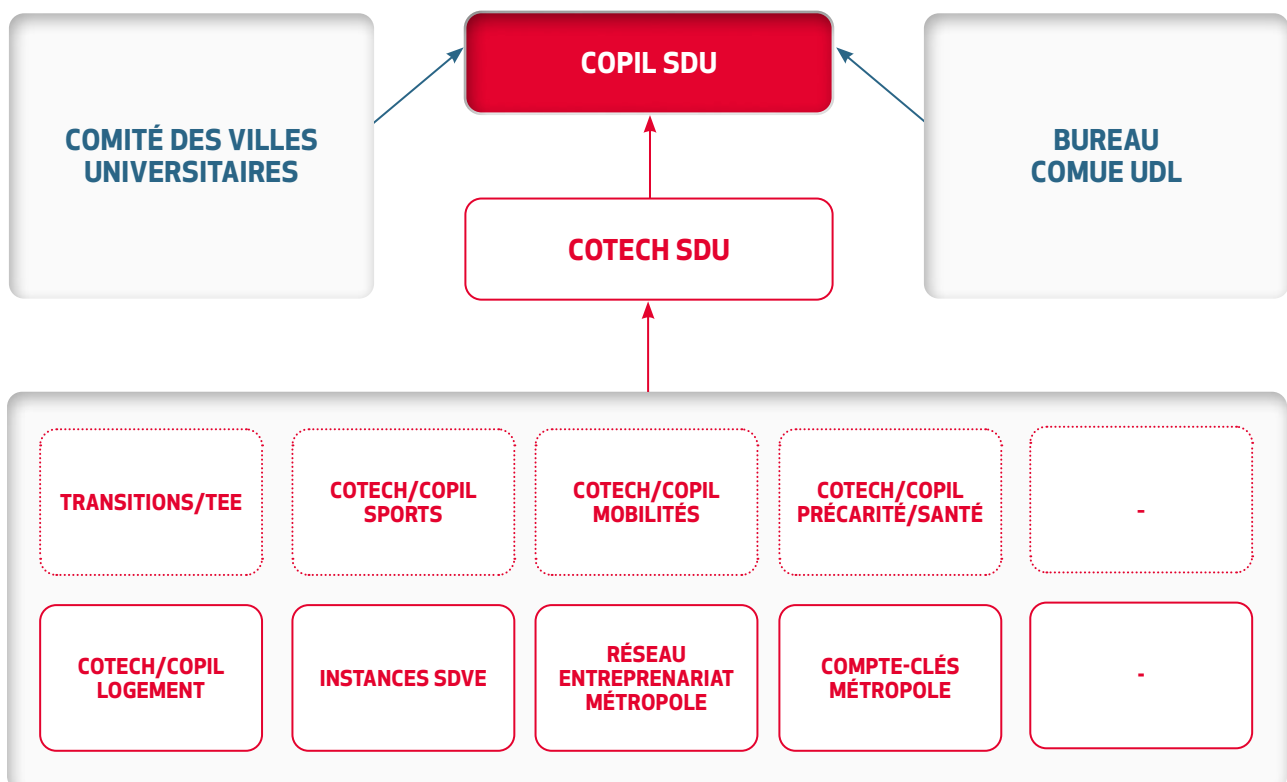 COPIL SDU
COMITÉ DES VILLES
UNIVERSITAIRES
BUREAU
COMUE UDL
COTECH SDU
TRANSITIONS/TEE
COTECH/COPIL
SPORTS
COTECH/COPIL
MOBILITÉS
COTECH/COPIL
PRÉCARITÉ/SANTÉ
-
COTECH/COPIL
LOGEMENT
INSTANCES SDVE
RÉSEAU
ENTREPRENARIAT
MÉTROPOLE
COMPTE-CLÉS
MÉTROPOLE
-